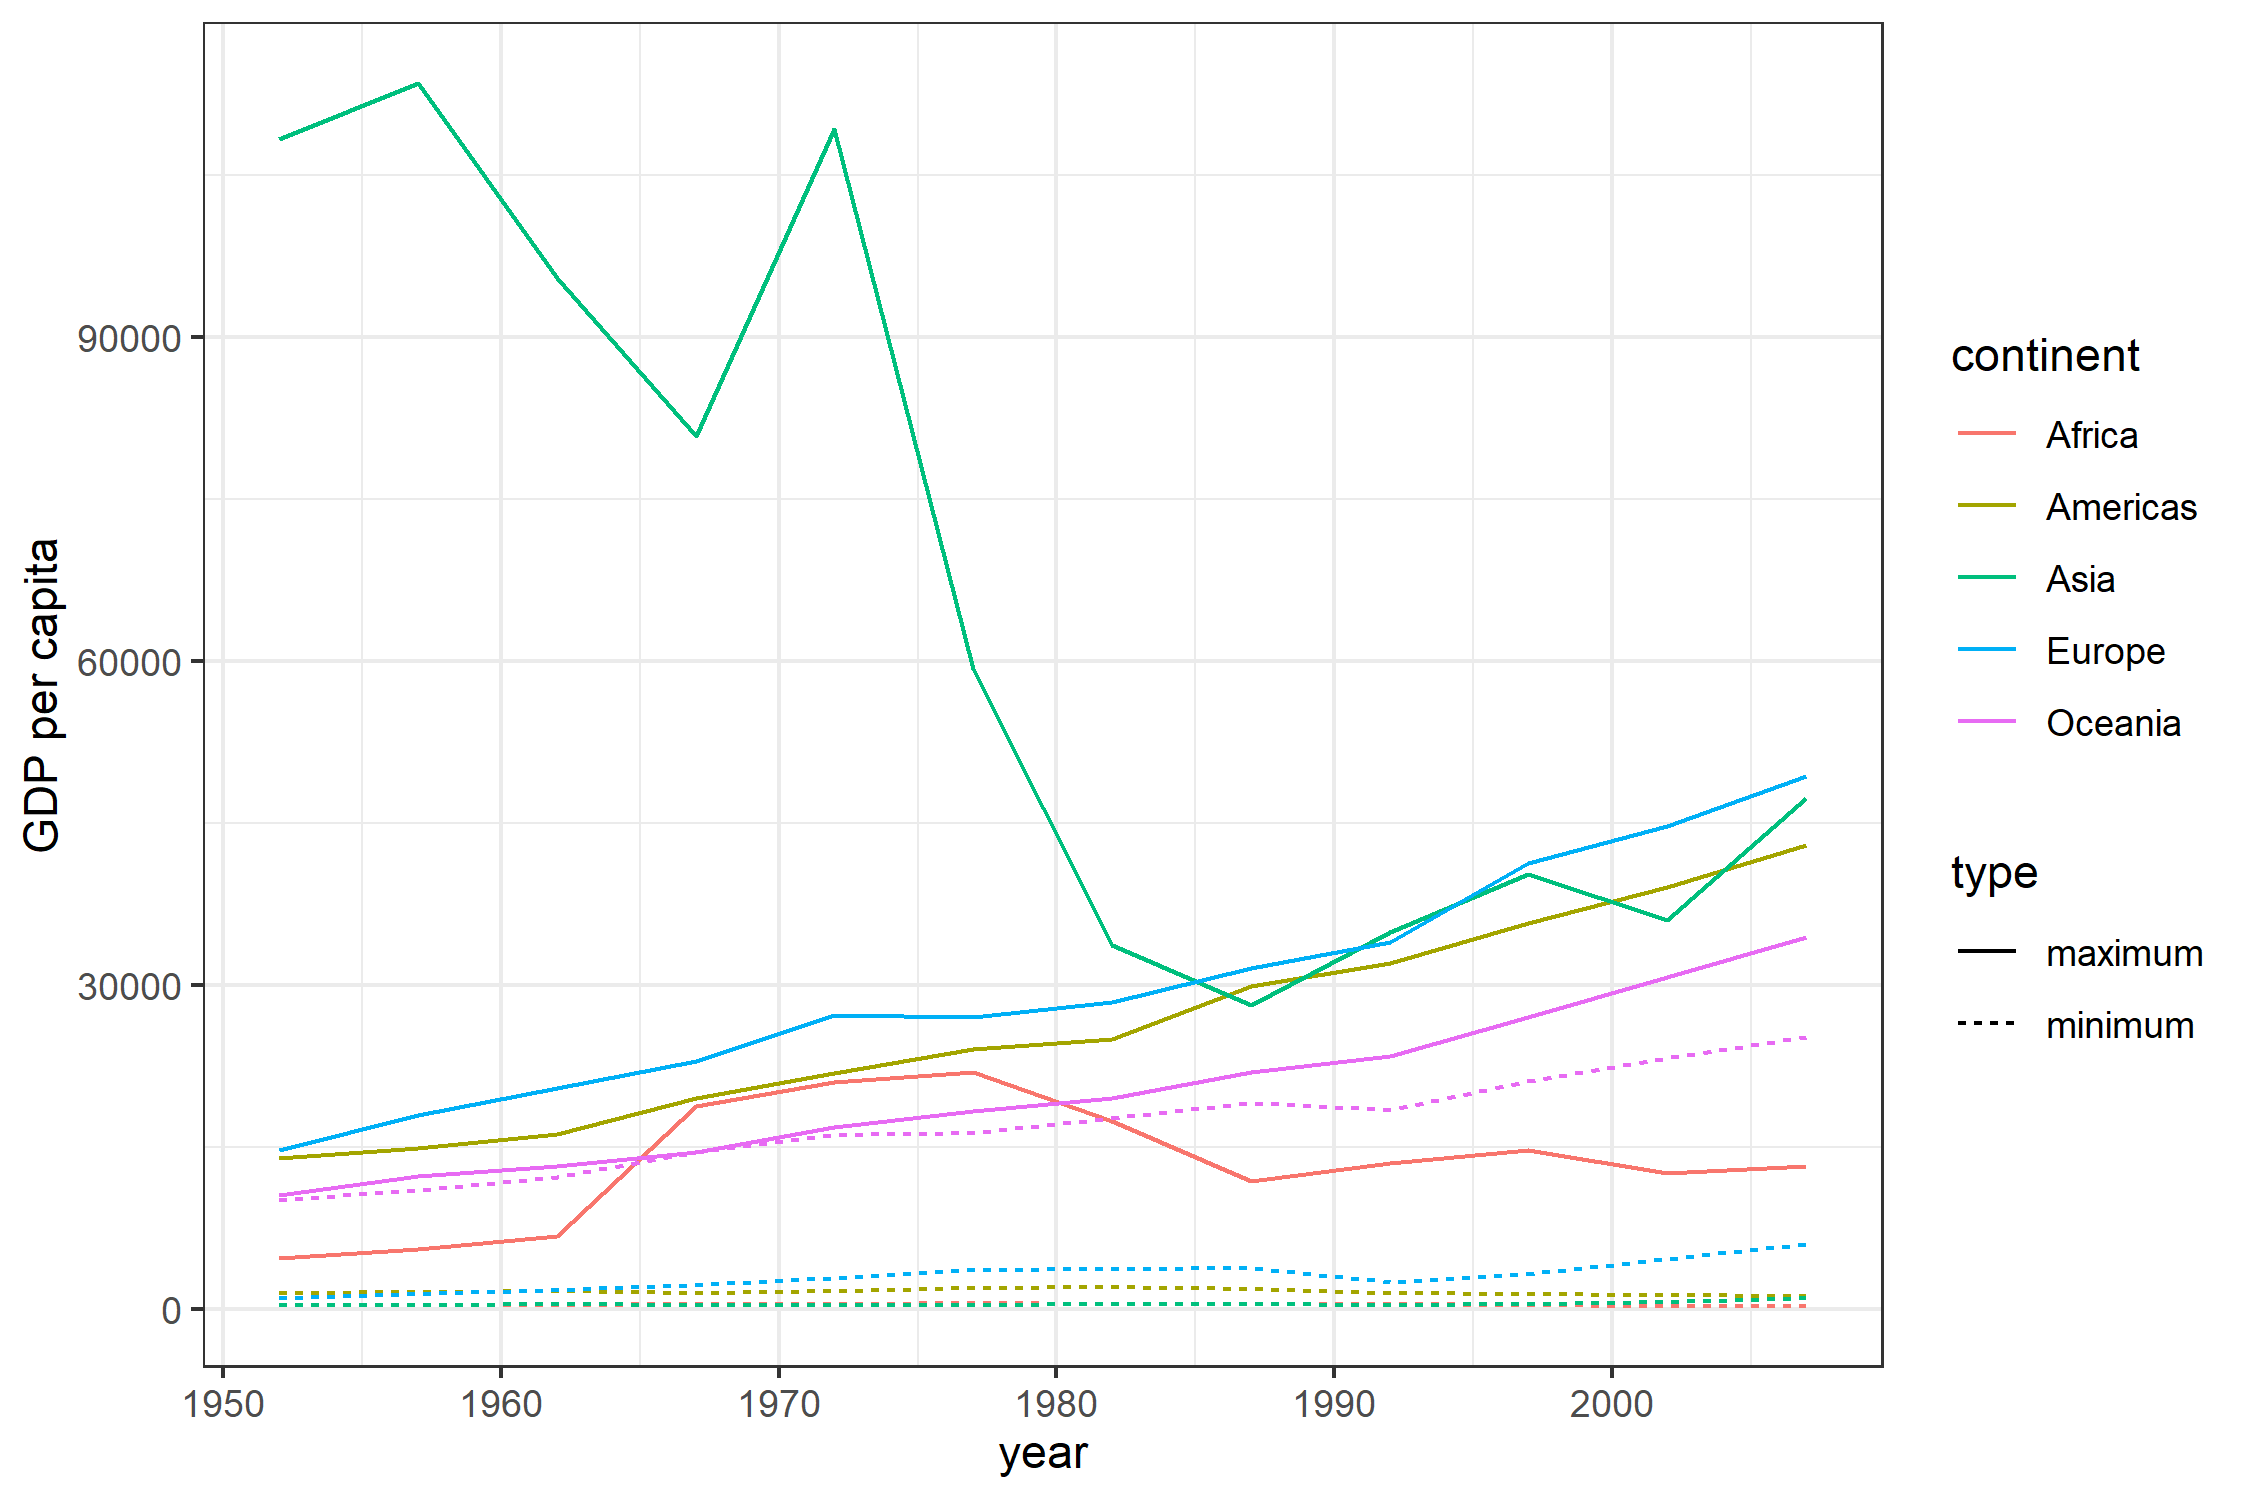 GDP per capita
90000
60000
30000
0
1950 1960 1970 1980 1990 2000
year
continent
Africa
Americas
Asia
Europe
Oceania
type
maximum
minimum